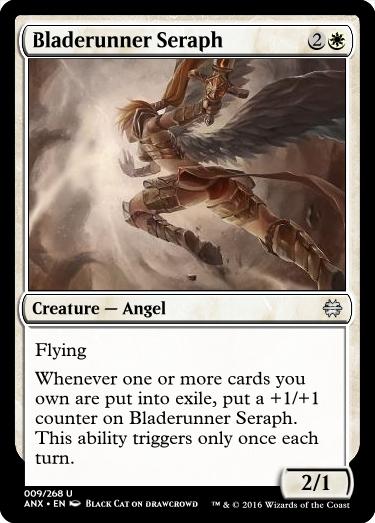 Bladerunner Seraph 2
Creature — Angel
Flying
Whenever one or more cards you
own are put into exile, put a +1/+1
counter on Bladerunner Seraph.
This ability triggers only once each
turn.
2/1
009/268 U
ANX • EN Black Cat on drawcrowd ™ & © 2016 Wizards of the Coast